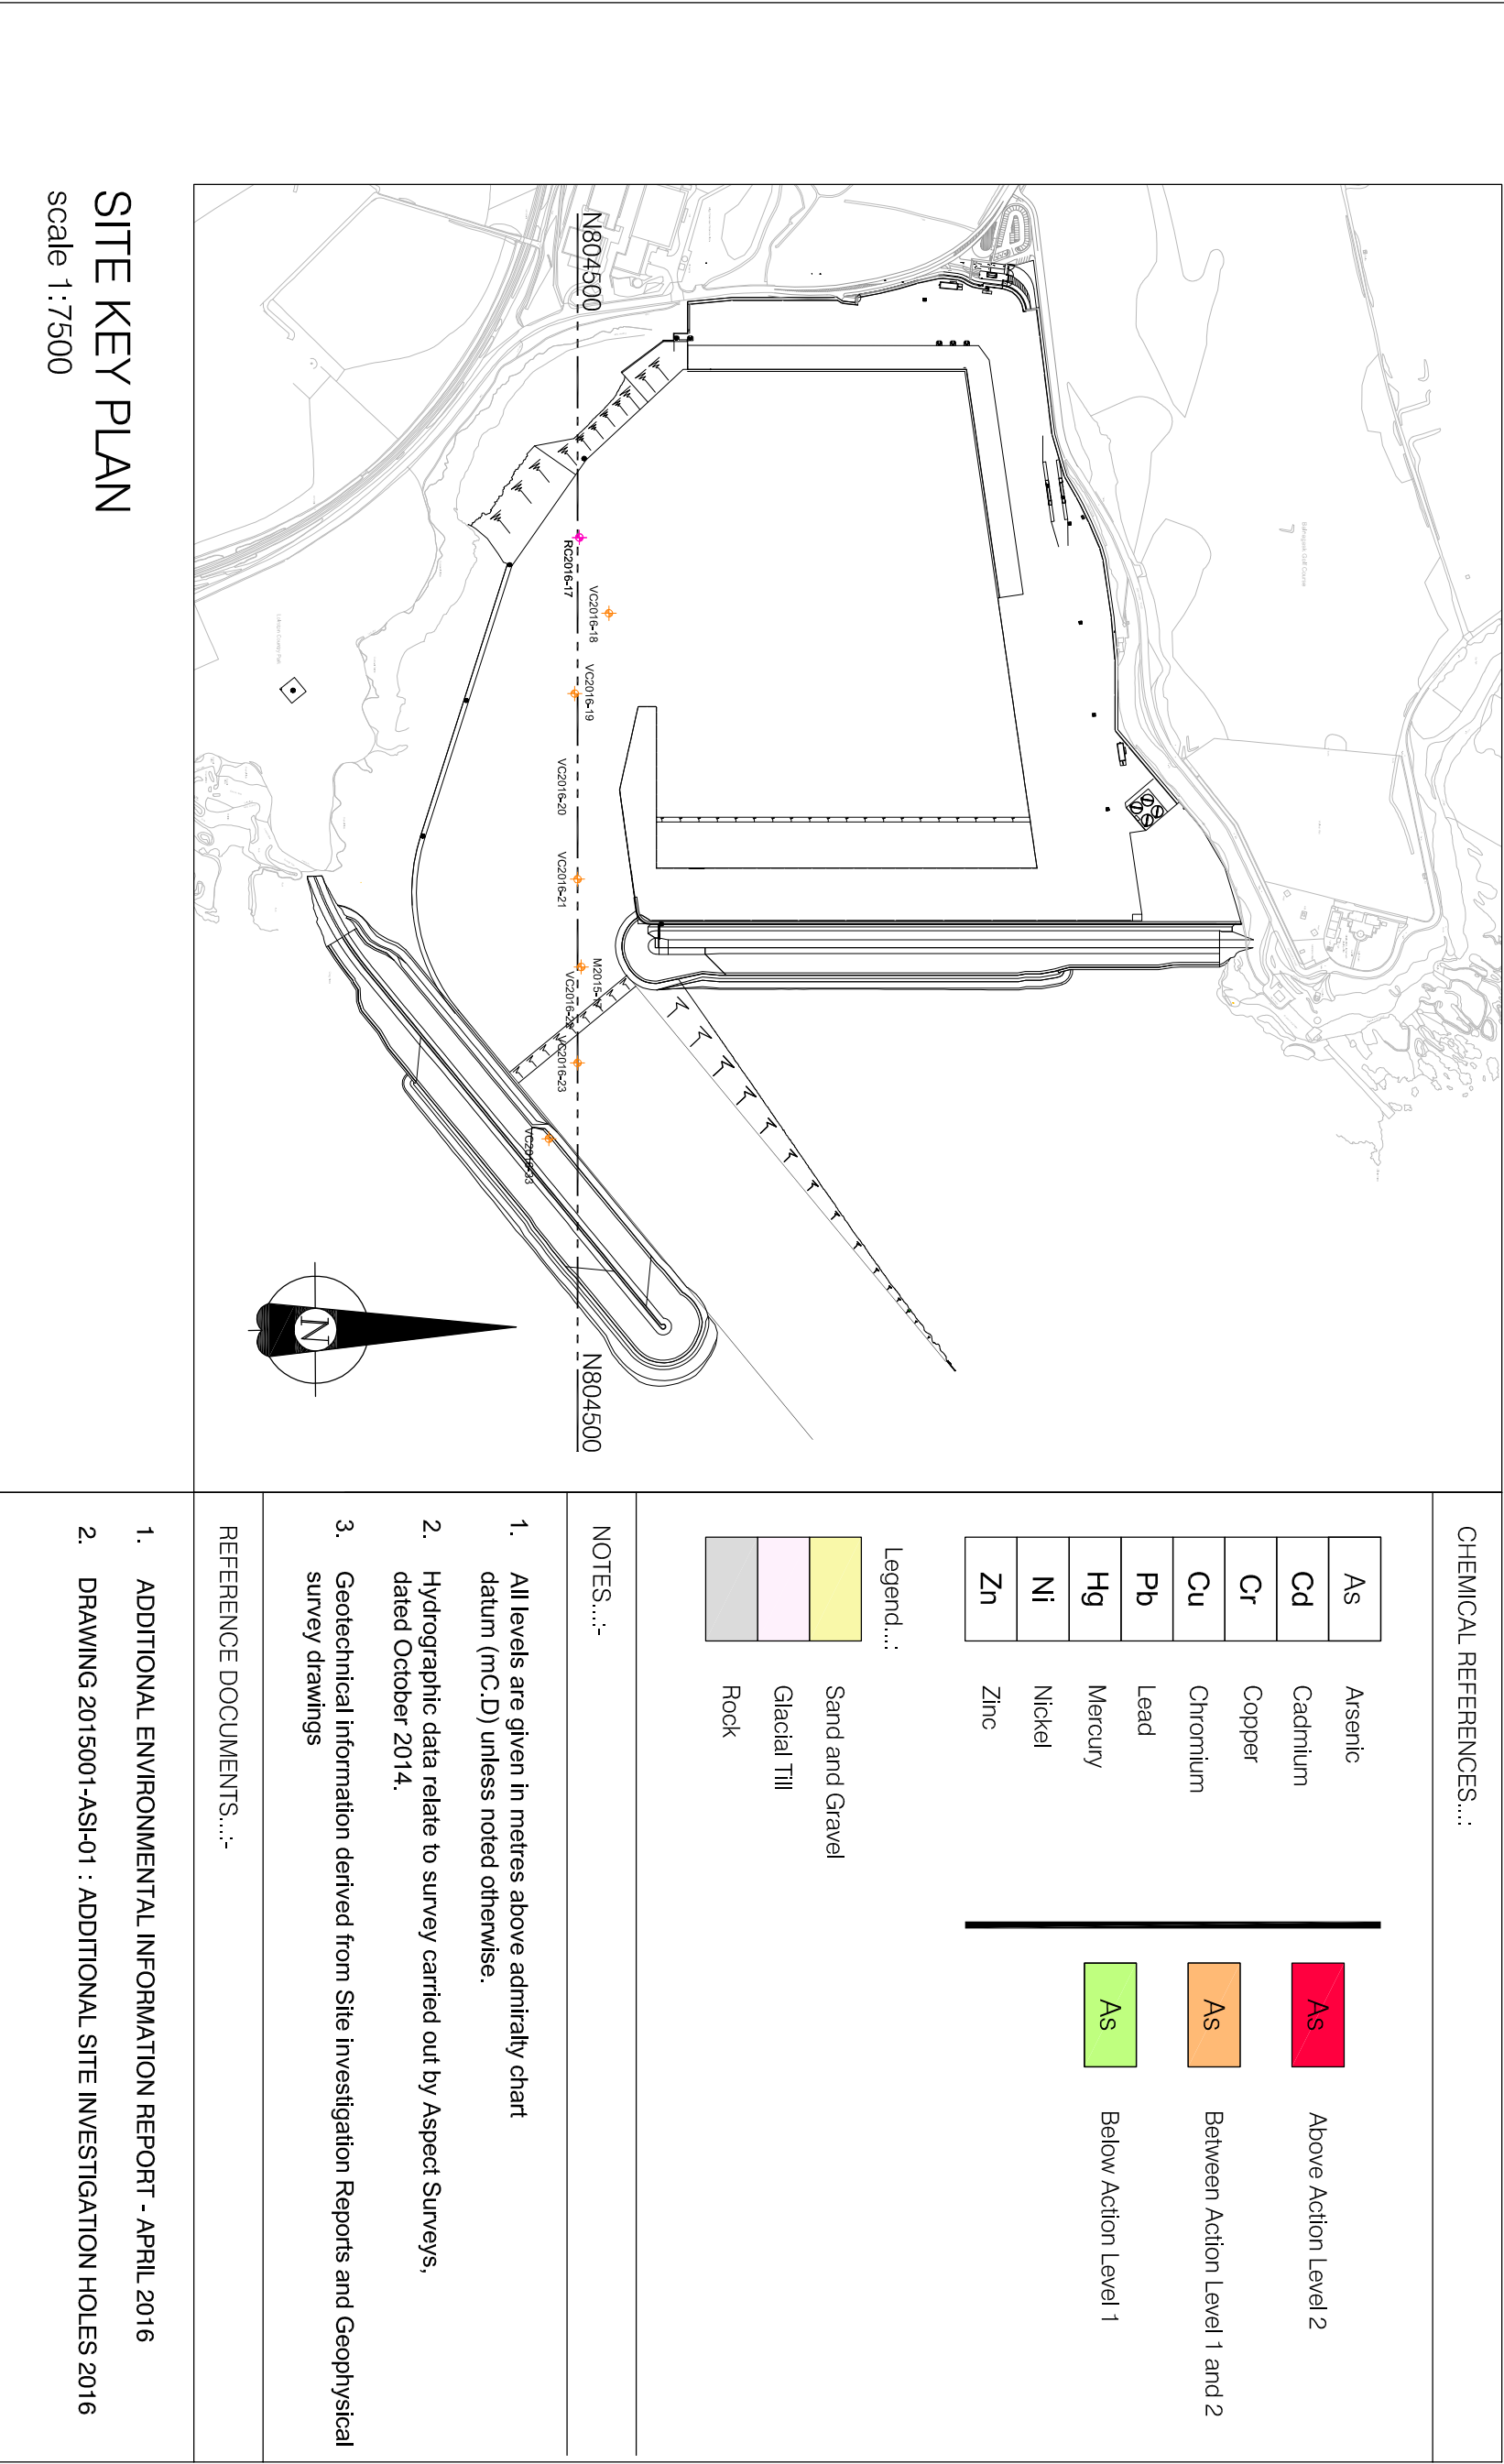 CHEMICAL REFERENCES...:
As Arsenic
Cd Cadmium
Cr Copper
Cu Chromium
Pb Lead
Hg Mercury
Ni Nickel
Zn Zinc
As Above Action Level 2
As Between Action Level 1 and 2
As Below Action Level 1
Legend...:
Sand and Gravel
Glacial Till
Rock
NOTES...:-
1. All levels are given in metres above admiralty chart
datum (mC.D) unless noted otherwise.
2. Hydrographic data relate to survey carried out by Aspect Surveys,
dated October 2014.
3. Geotechnical information derived from Site investigation Reports and Geophysical
survey drawings
REFERENCE DOCUMENTS...:-
1. ADDITIONAL ENVIRONMENTAL INFORMATION REPORT - APRIL 2016
2. DRAWING 2015001-ASI-01 : ADDITIONAL SITE INVESTIGATION HOLES 2016
N804500
N804500
RC2016-17
VC2016-18
VC2016-19
VC2016-20
VC2016-21
VC2016-22
VC2016-23
N
SITE KEY PLAN
scale 1:7500